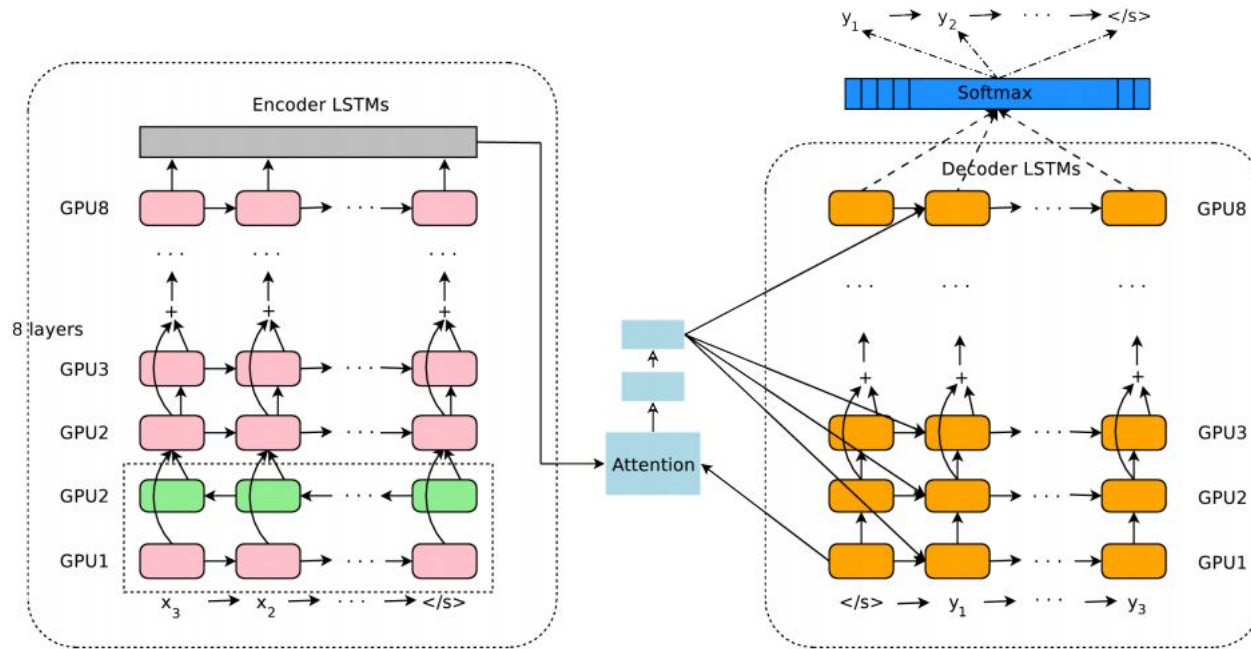 y1 y2 · · · </s>
Softmax
Encoder LSTMs
Decoder LSTMs
GPU8
GPU8
· · ·
· · ·
· · ·
· · ·
· · ·
· · ·
· · ·
· · ·
+ + +
8 layers
GPU3
· · ·
+ + +
GPU2
· · ·
GPU3
· · ·
Attention
GPU2
· · ·
GPU2
· · ·
GPU1
· · ·
GPU1
· · ·
x3 x2 · · · </s>
</s> y1 · · · y3